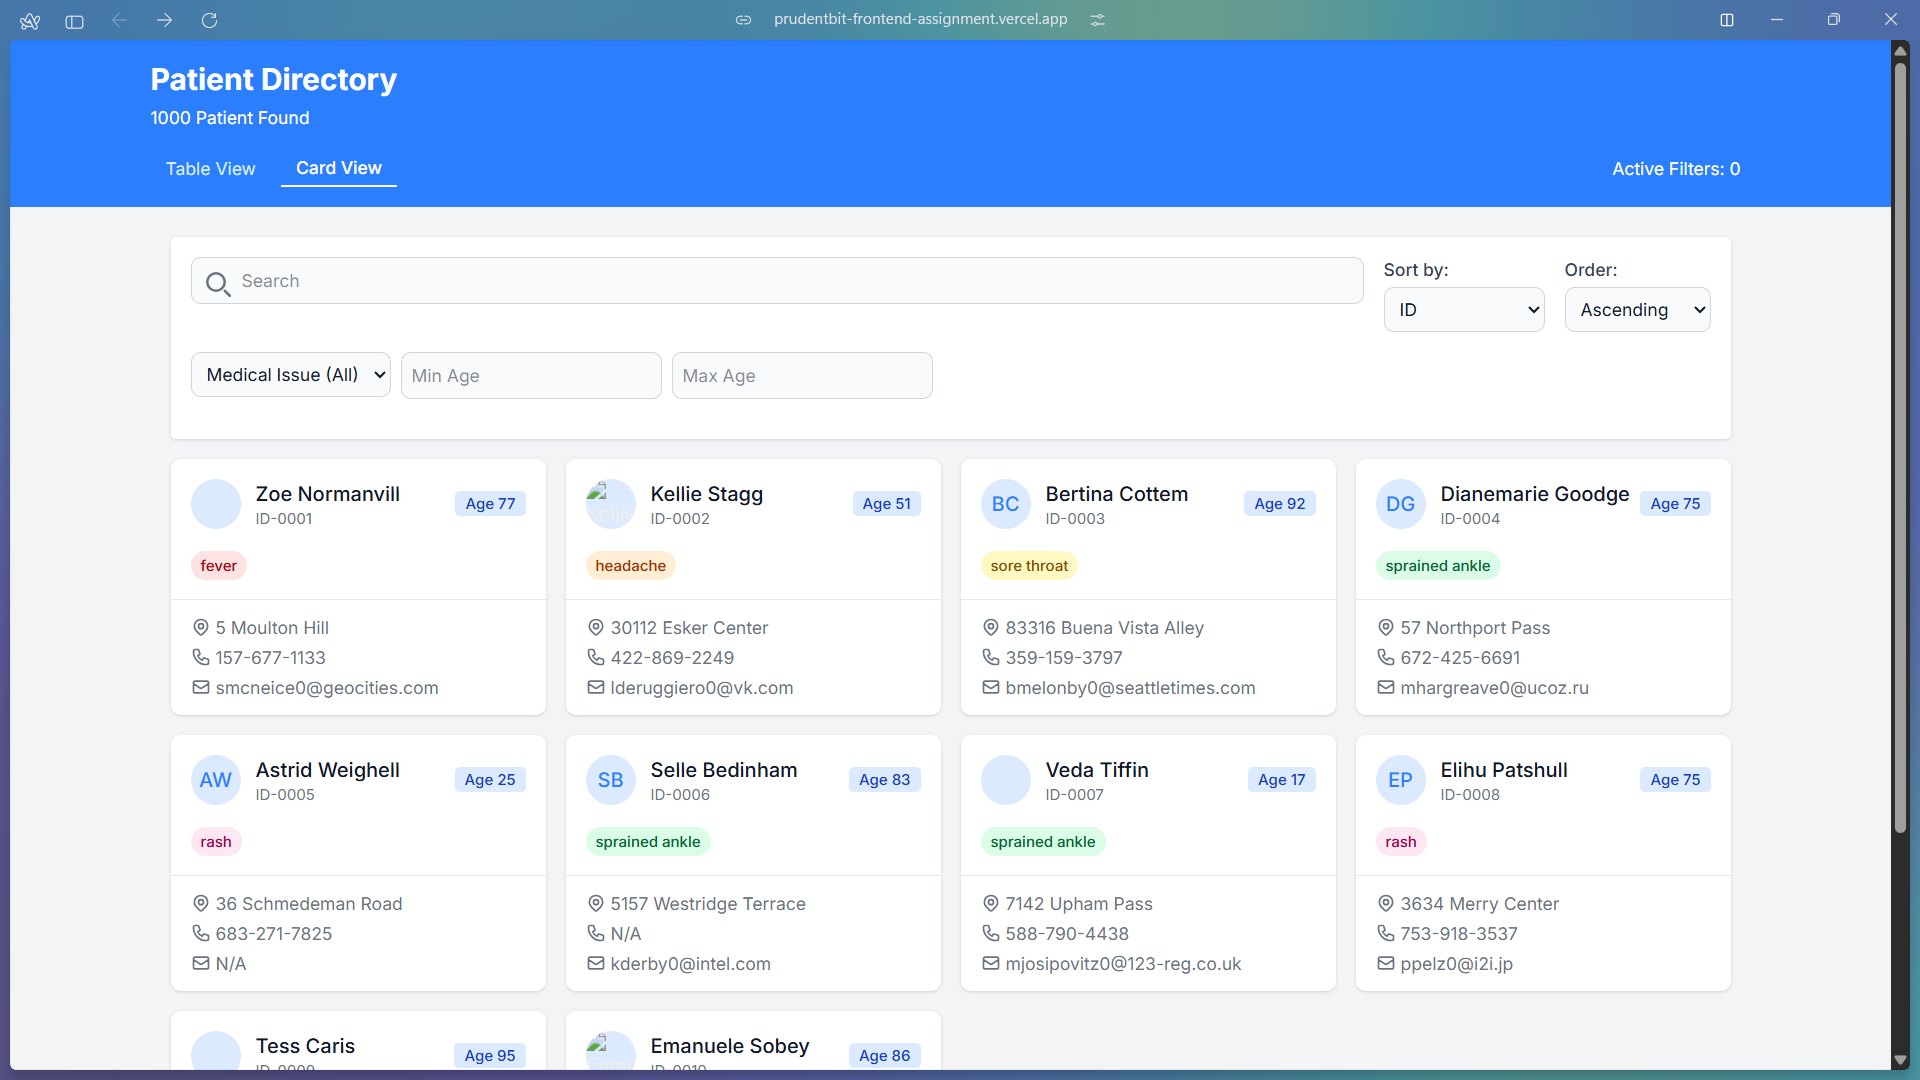 prudentbit-frontend-assignment.vercel.app
Patient Directory
1000 Patient Found
Table View
Card View
Active Filters: 0
Search
Sort by:
ID
Order:
Ascending
Medical Issue (All)
Min Age
Max Age
Zoe Normanvill
ID-0001
Age 77
fever
5 Moulton Hill
157-677-1133
smcneice0@geocities.com
Kellie Stagg
ID-0002
Age 51
headache
30112 Esker Center
422-869-2249
lderuggiero0@vk.com
BC
Bertina Cottem
ID-0003
Age 92
sore throat
83316 Buena Vista Alley
359-159-3797
bmelonby0@seattletimes.com
DG
Dianemarie Goodge
ID-0004
Age 75
sprained ankle
57 Northport Pass
672-425-6691
mhargreave0@ucoz.ru
AW
Astrid Weighell
ID-0005
Age 25
rash
36 Schmedeman Road
683-271-7825
N/A
SB
Selle Bedinham
ID-0006
Age 83
sprained ankle
5157 Westridge Terrace
N/A
kderby0@intel.com
Veda Tiffin
ID-0007
Age 17
sprained ankle
7142 Upham Pass
588-790-4438
mjosipovitz0@123-reg.co.uk
EP
Elihu Patshull
ID-0008
Age 75
rash
3634 Merry Center
753-918-3537
ppelz0@i2i.jp
Tess Caris
ID-0009
Age 95
Emanuele Sobey
ID-0010
Age 86